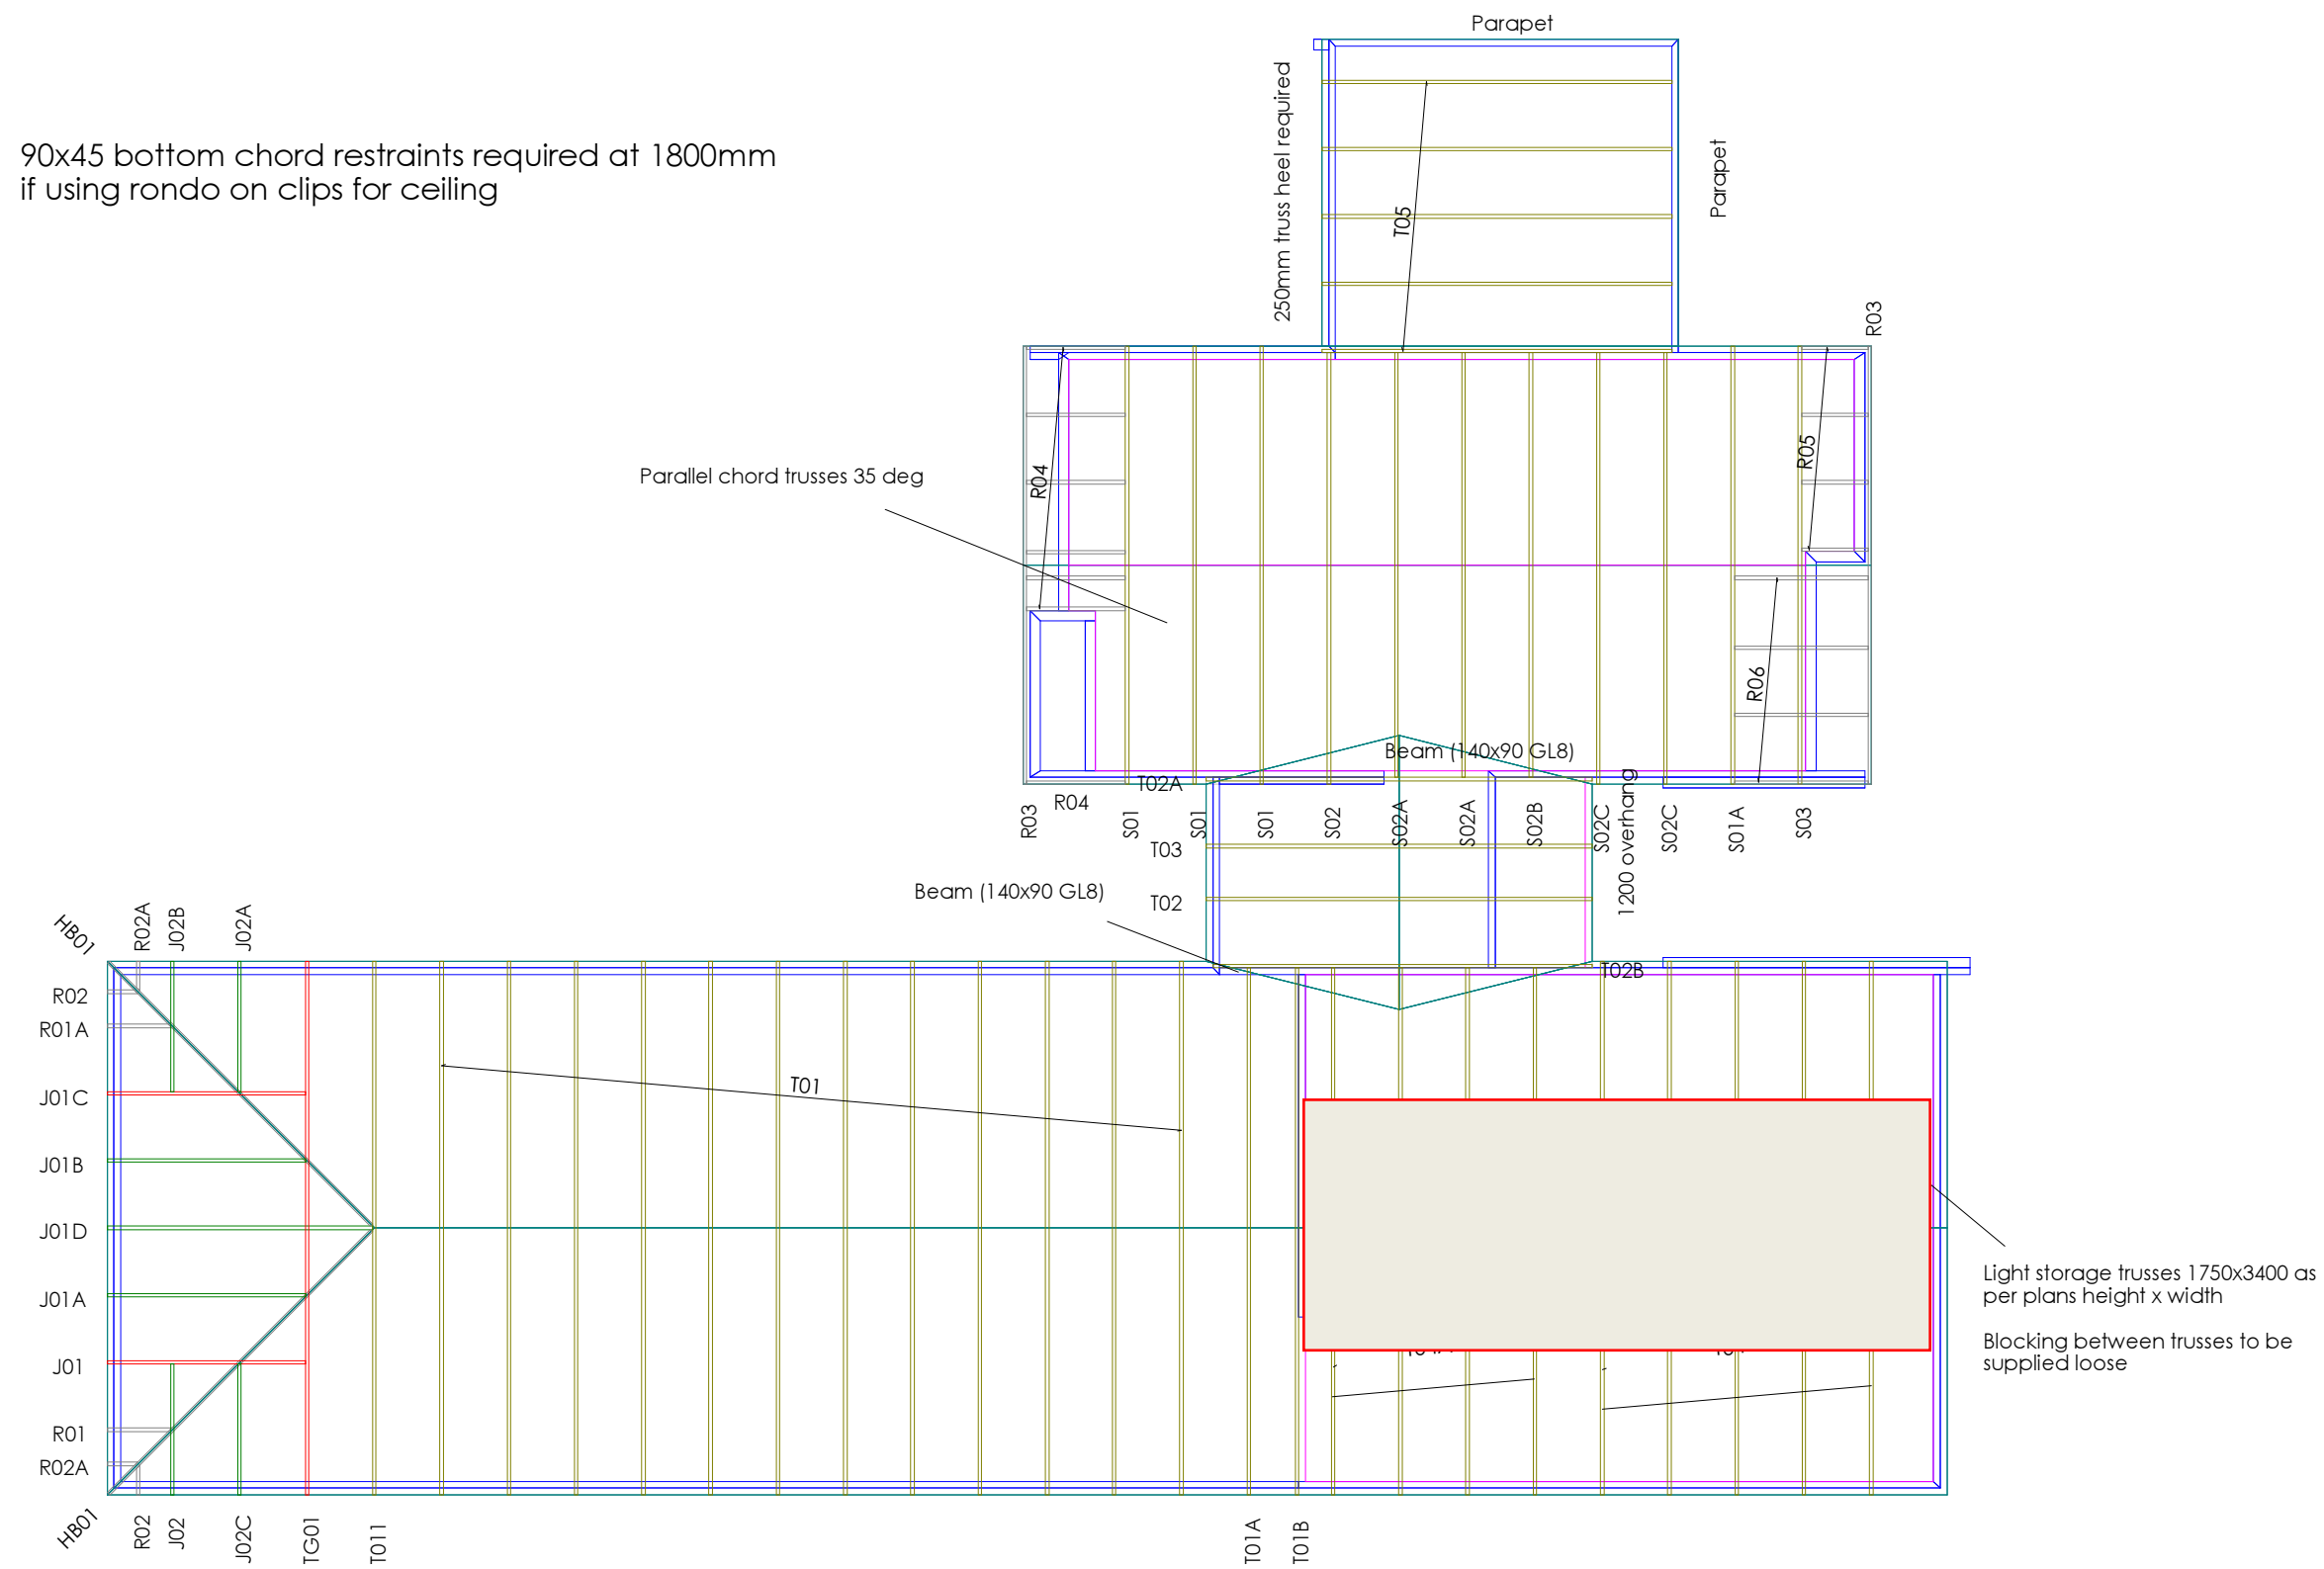 Parapet
250mm truss heel required
Parapet
T05
90x45 bottom chord restraints required at 1800mm
if using rondo on clips for ceiling
R03
Parallel chord trusses 35 deg
R04
R05
R06
Beam (140x90 GL8)
T02A
R03
R04
S01
S01
S01
S02
S02A
S02A
S02B
S02C
1200 overhang
S02C
S01A
S03
T03
Beam (140x90 GL8)
T02
T02B
HB01
R02A
J02B
J02A
R02
R01A
J01C
J01B
J01D
J01A
J01
R01
R02A
T01
Light storage trusses 1750x3400 as
per plans height x width
Blocking between trusses to be
supplied loose
HB01
R02
J02
J02C
TG01
T011
T01A
T01B